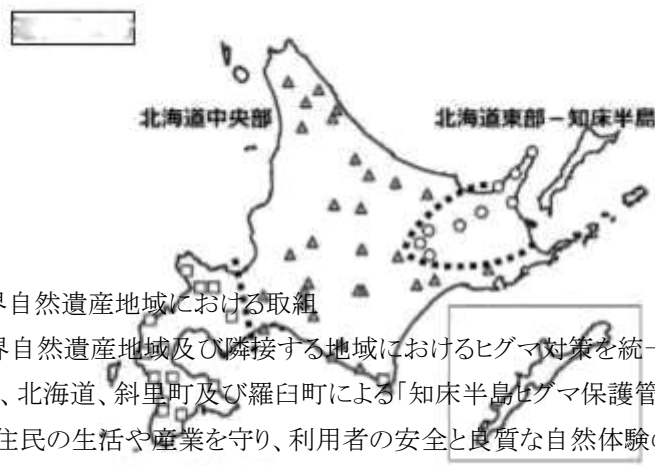 北海道中央部
北海道東部－知床半島
界自然遺産地域における取組
界自然遺産地域及び隣接する地域におけるヒグマ対策を統一
、北海道、斜里町及び羅臼町による「知床半島ヒグマ保護管
住民の生活や産業を守り、利用者の安全と良質な自然体験の